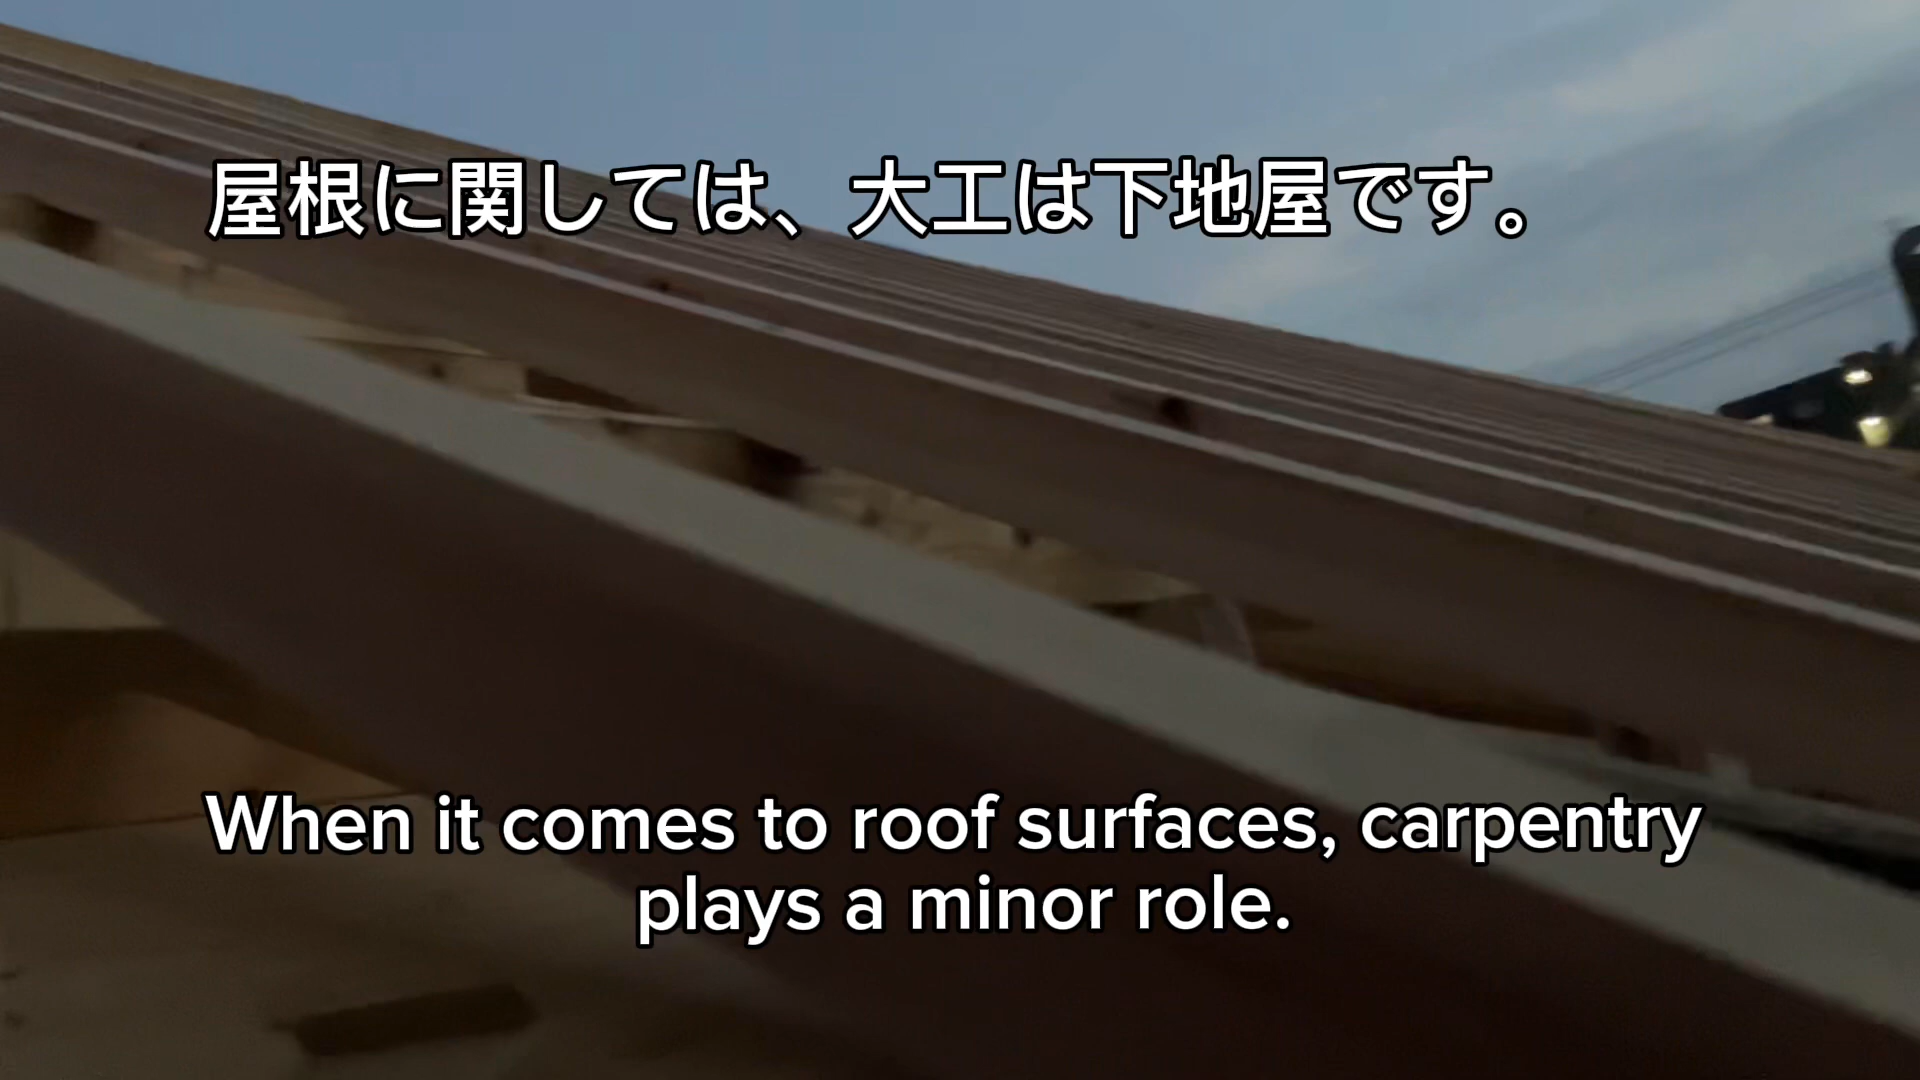 屋根に関しては、大工は下地屋です。
When it comes to roof surfaces, carpentry
plays a minor role.